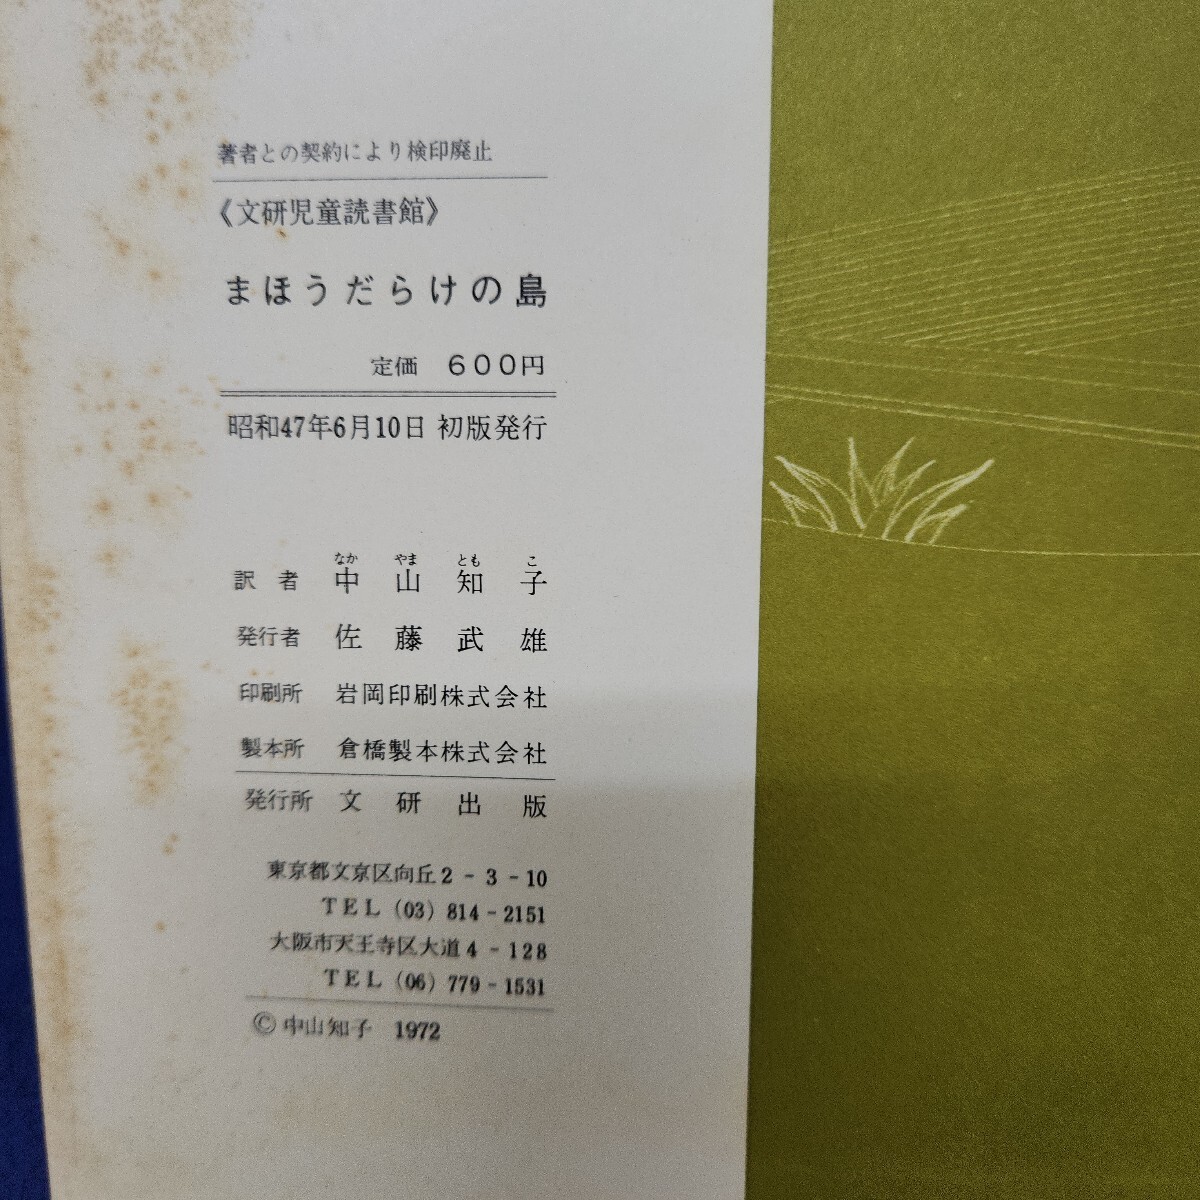 著者との契約により検印廃止
《文研児童読書館》
まほうだらけの島
定価 600円
昭和47年6月10日 初版発行
なか やま とも こ
訳者 中山知子
発行者 佐藤武雄
印刷所 岩岡印刷株式会社
製本所 倉橋製本株式会社
発行所 文研出版
東京都文京区向丘2-3-10
TEL (03) 814-2151
大阪市天王寺区大道4-128
TEL (06) 779-1531
© 中山知子 1972